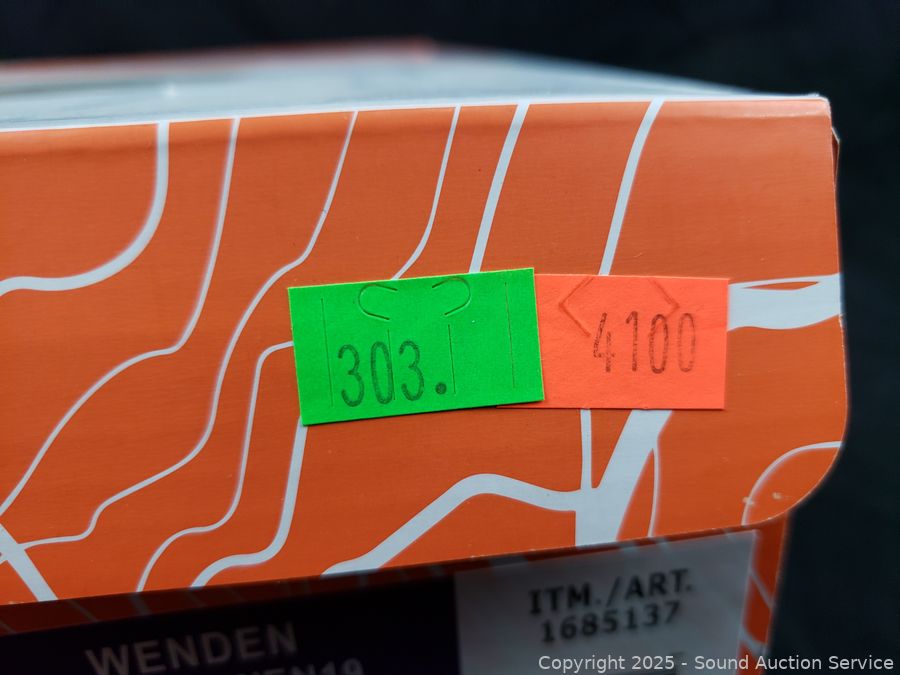 303.
4100
ITM./ART.
1685137
WENDEN
Copyright 2025 - Sound Auction Service